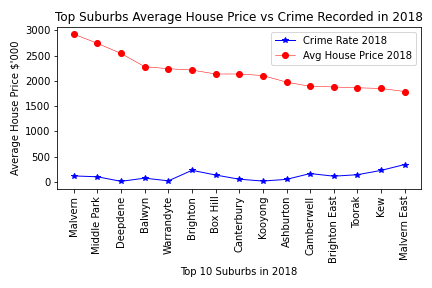 Top Suburbs Average House Price vs Crime Recorded in 2018
Crime Rate 2018
Avg House Price 2018
Average House Price $'000
3000
2500
2000
1500
1000
500
0
Malvern
Middle Park
Deepdene
Balwyn
Warrandyte
Brighton
Box Hill
Canterbury
Kooyong
Ashburton
Camberwell
Brighton East
Toorak
Kew
Malvern East
Top 10 Suburbs in 2018